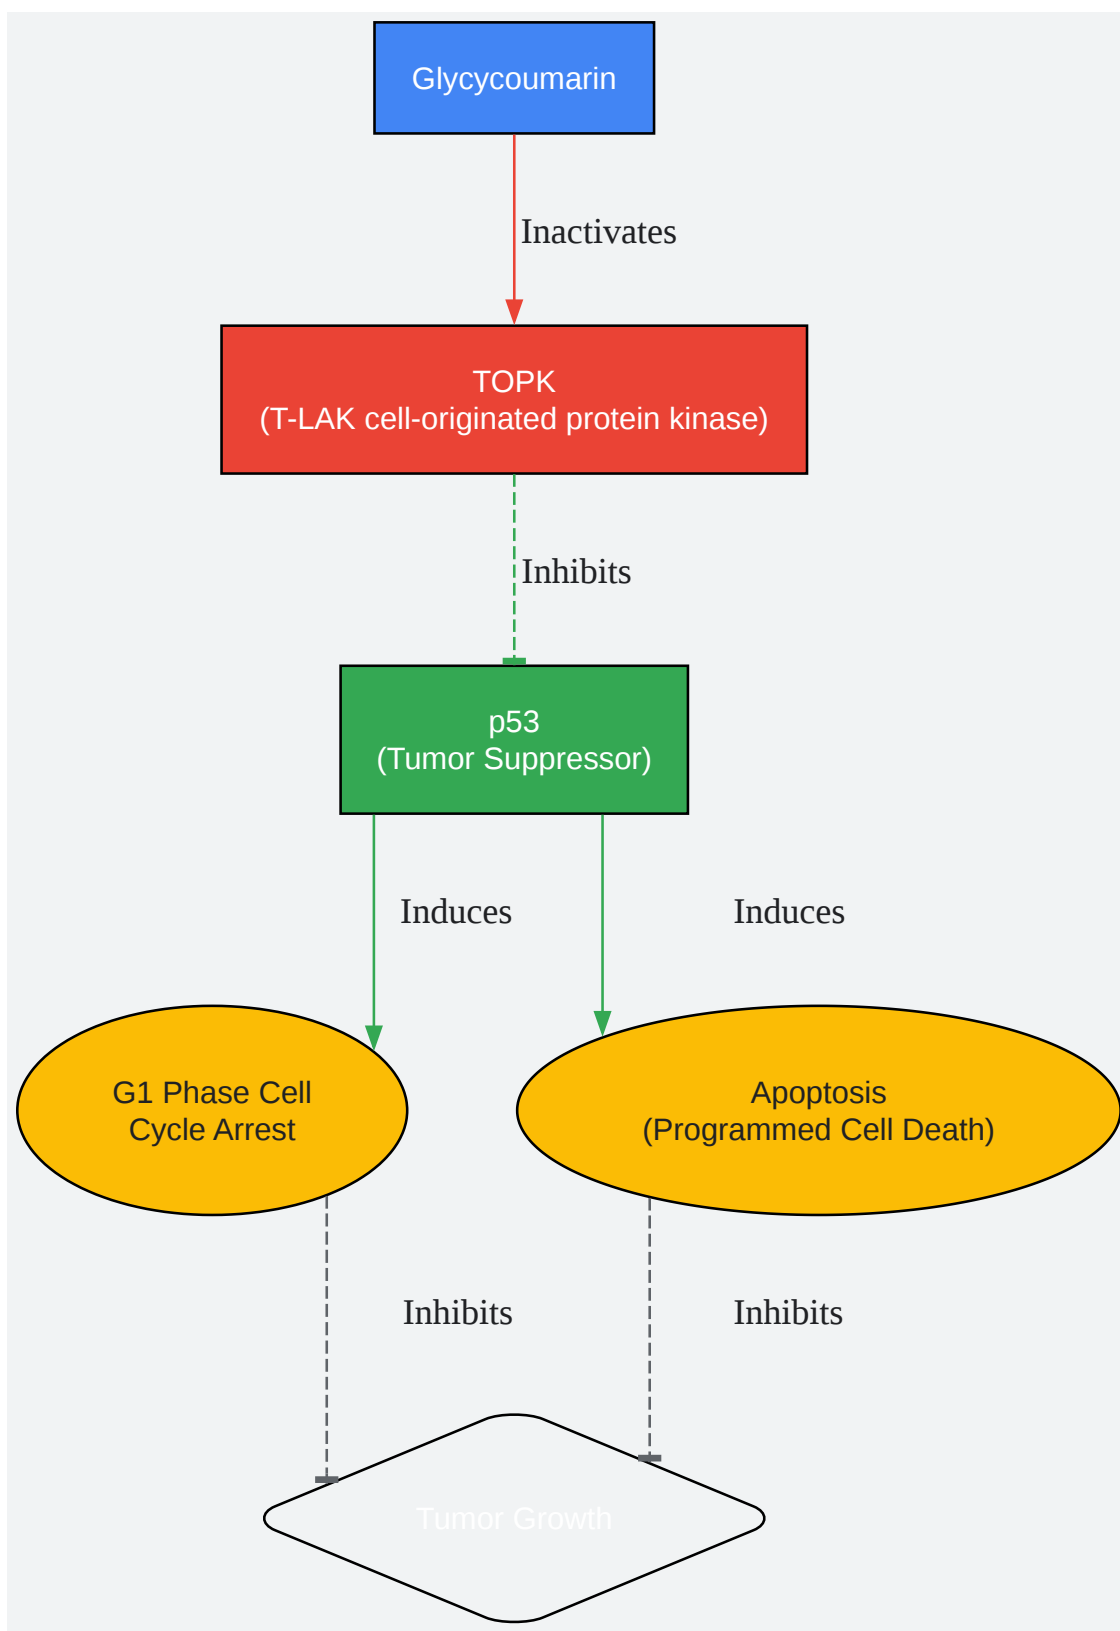 Glycycoumarin
Inactivates
TOPK
(T-LAK cell-originated protein kinase)
Inhibits
p53
(Tumor Suppressor)
Induces
Induces
G1 Phase Cell
Cycle Arrest
Apoptosis
(Programmed Cell Death)
Inhibits
Inhibits
Tumor Growth